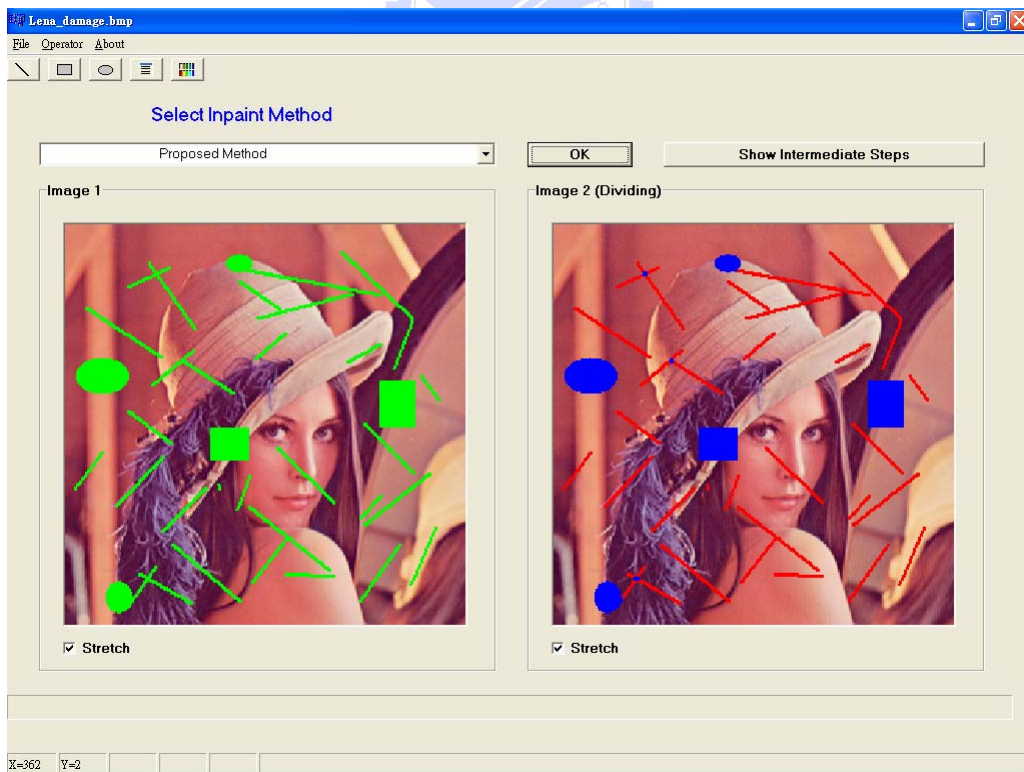 Lena_damage.bmp
File Operator About
Select Inpaint Method
Proposed Method
OK
Show Intermediate Steps
Image 1
Image 2 (Dividing)
Stretch
Stretch
X=362 Y=2